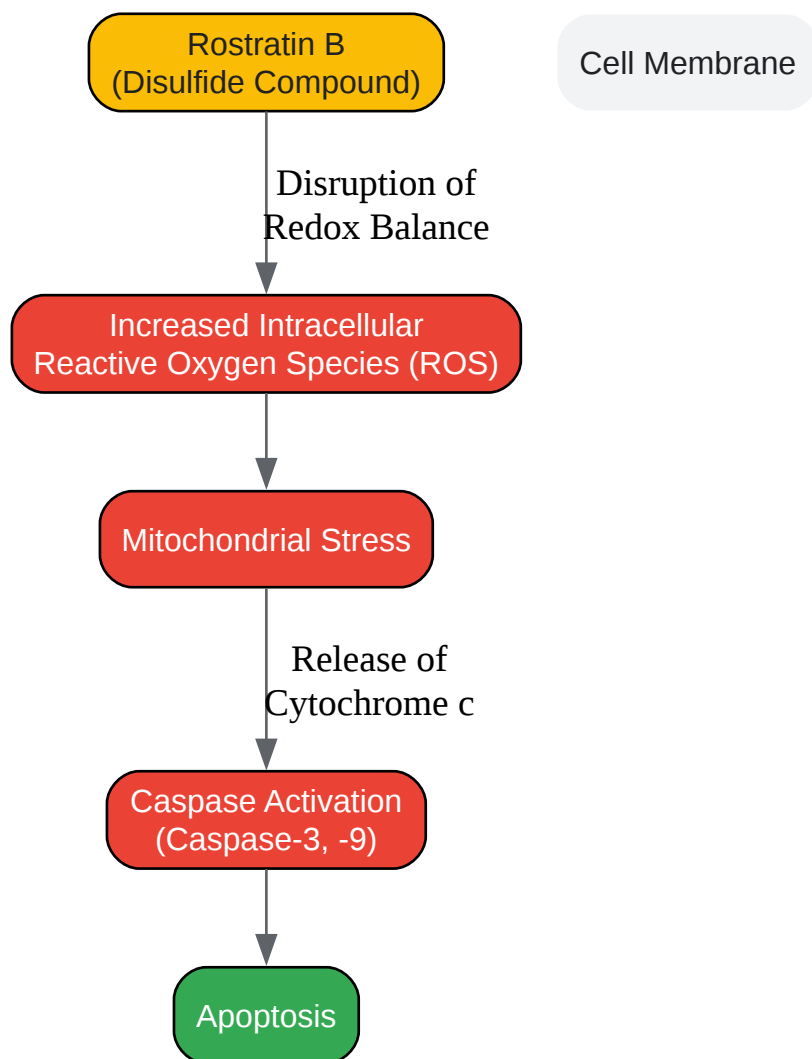 Rostratin B
(Disulfide Compound)
Cell Membrane
Disruption of
Redox Balance
Increased Intracellular
Reactive Oxygen Species (ROS)
Mitochondrial Stress
Release of
Cytochrome c
Caspase Activation
(Caspase-3, -9)
Apoptosis